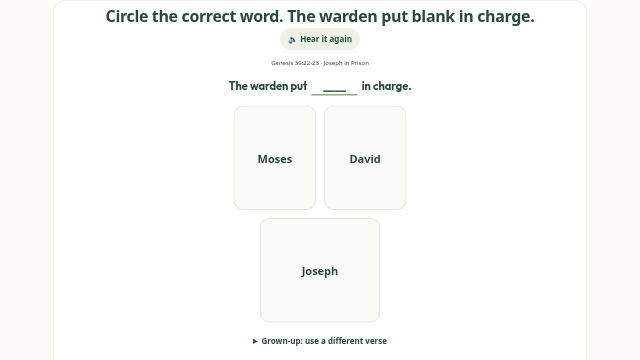 Circle the correct word. The warden put blank in charge.
🔈 Hear it again
Genesis 39:22-23 · Joseph in Prison
The warden put ____ in charge.
Moses
David
Joseph
▶ Grown-up: use a different verse